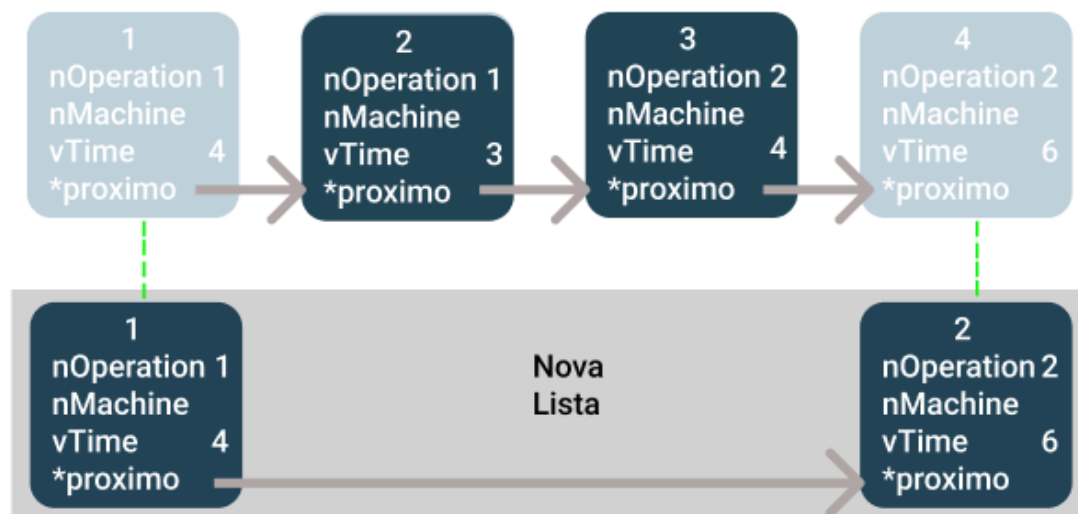 1
nOperation 1
nMachine
vTime 4
*proximo
2
nOperation 1
nMachine
vTime 3
*proximo
3
nOperation 2
nMachine
vTime 4
*proximo
4
nOperation 2
nMachine
vTime 6
*proximo
1
nOperation 1
nMachine
vTime 4
*proximo
Nova
Lista
2
nOperation 2
nMachine
vTime 6
*proximo